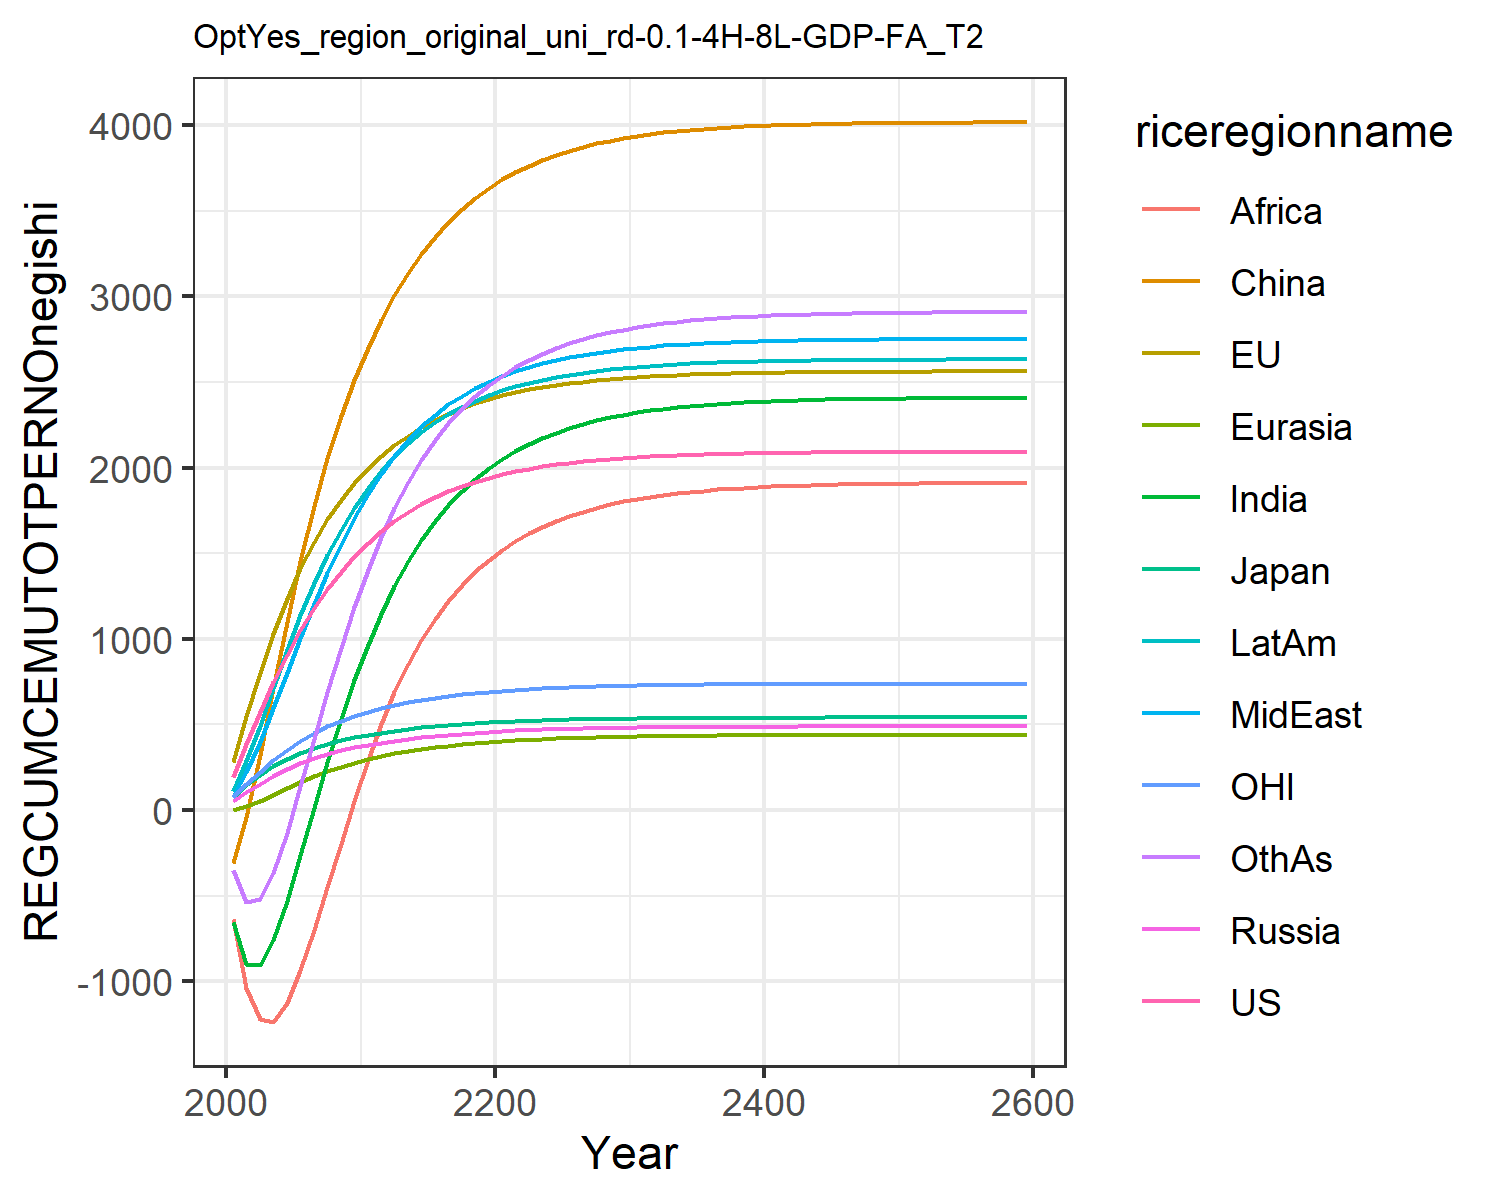 OptYes_region_original_uni_rd-0.1-4H-8L-GDP-FA_T2
REGCUMCEMUTOTPERNOnegishi
4000
3000
2000
1000
0
-1000
2000 2200 2400 2600
Year
riceregionname
Africa
China
EU
Eurasia
India
Japan
LatAm
MidEast
OHI
OthAs
Russia
US